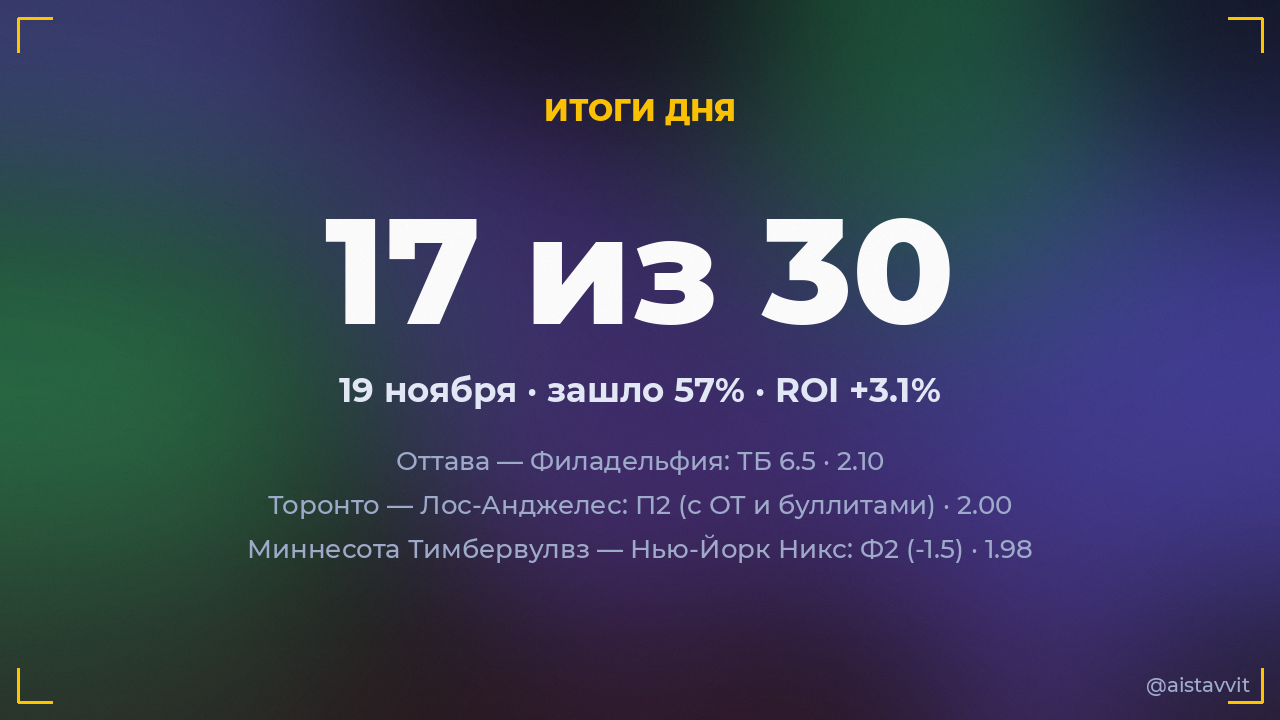 ИТОГИ ДНЯ
17 из 30
19 ноября · зашло 57% · ROI +3.1%
Оттава — Филадельфия: ТБ 6.5 · 2.10
Торонто — Лос-Анджелес: П2 (с ОТ и буллитами) · 2.00
Миннесота Тимбервулвз — Нью-Йорк Никс: Ф2 (-1.5) · 1.98
@aistavvit